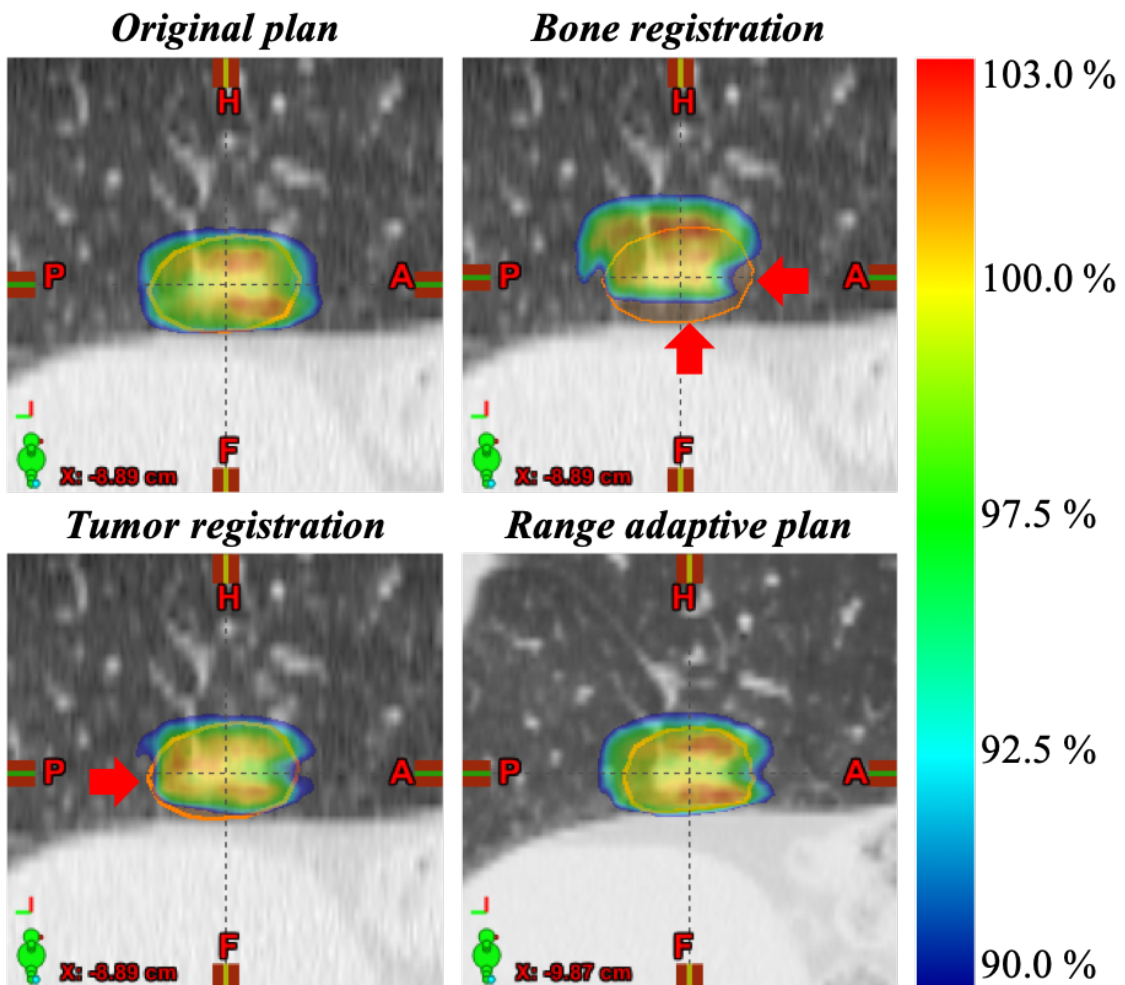 Original plan
Bone registration
H
P
A
F
X: -8.89 cm
H
P
A
F
X: -8.89 cm
Tumor registration
Range adaptive plan
H
P
A
F
X: -8.89 cm
H
P
A
F
X: -9.87 cm
103.0 %
100.0 %
97.5 %
92.5 %
90.0 %